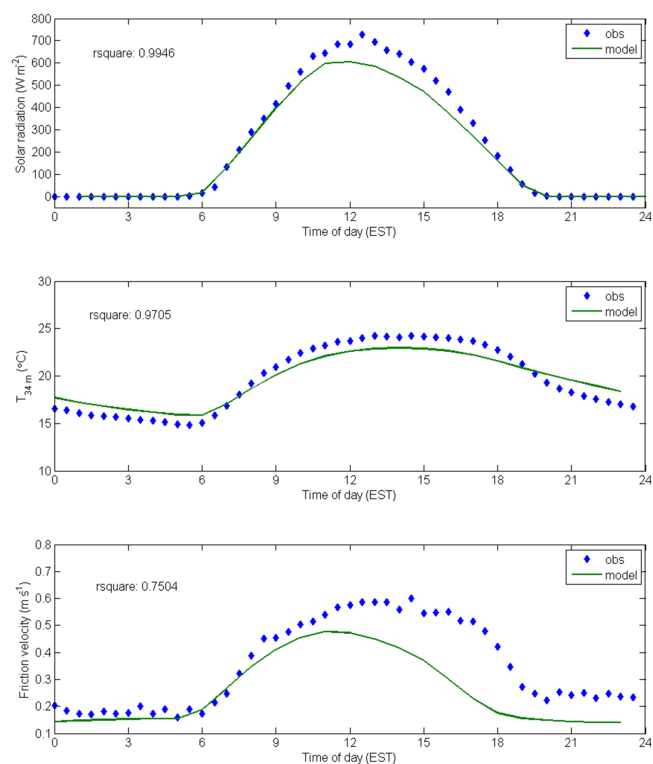 800
700
600
500
400
300
200
100
0
Solar radiation (W m-2)
rsquare: 0.9946
obs
model
0 3 6 9 12 15 18 21 24
Time of day (EST)
30
25
20
15
10
T34 m (°C)
rsquare: 0.9705
obs
model
0 3 6 9 12 15 18 21 24
Time of day (EST)
0.8
0.7
0.6
0.5
0.4
0.3
0.2
0.1
Friction velocity (m s-1)
rsquare: 0.7504
obs
model
0 3 6 9 12 15 18 21 24
Time of day (EST)